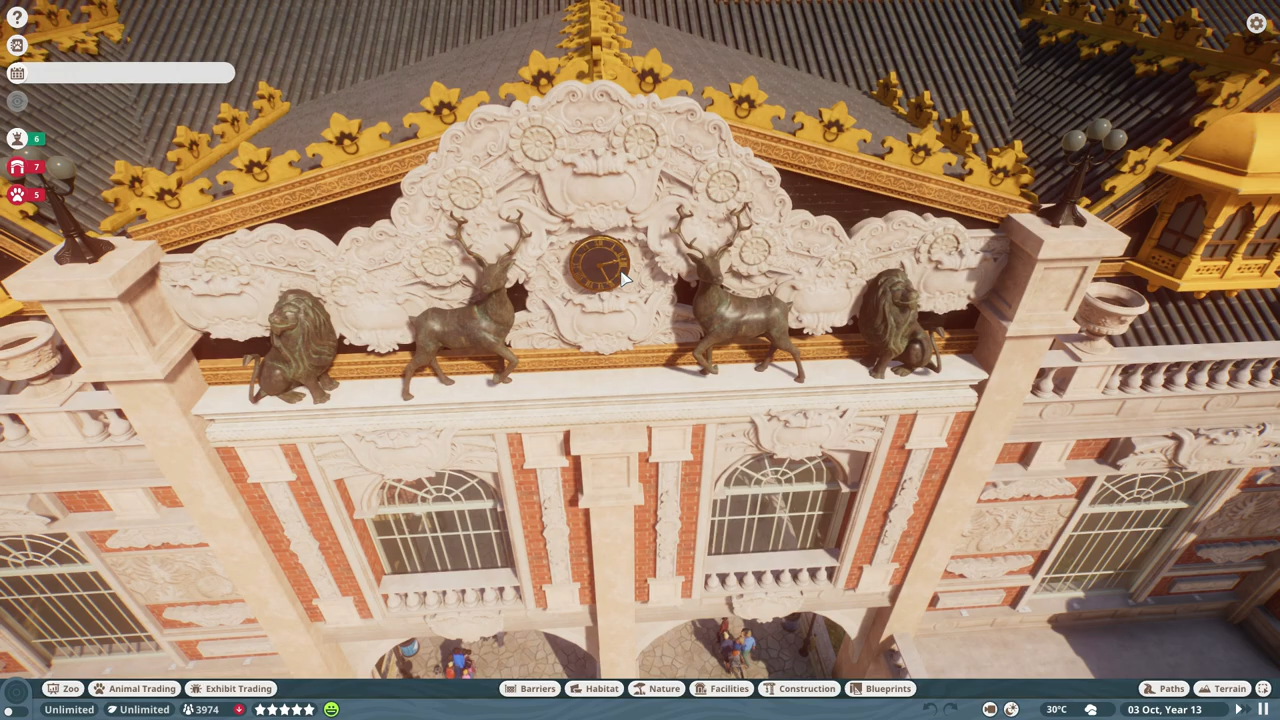 ?
6
7
5
Zoo Animal Trading Exhibit Trading Barriers Habitat Nature Facilities Construction Blueprints Paths Terrain
Unlimited Unlimited 3974 30°C 03 Oct, Year 13